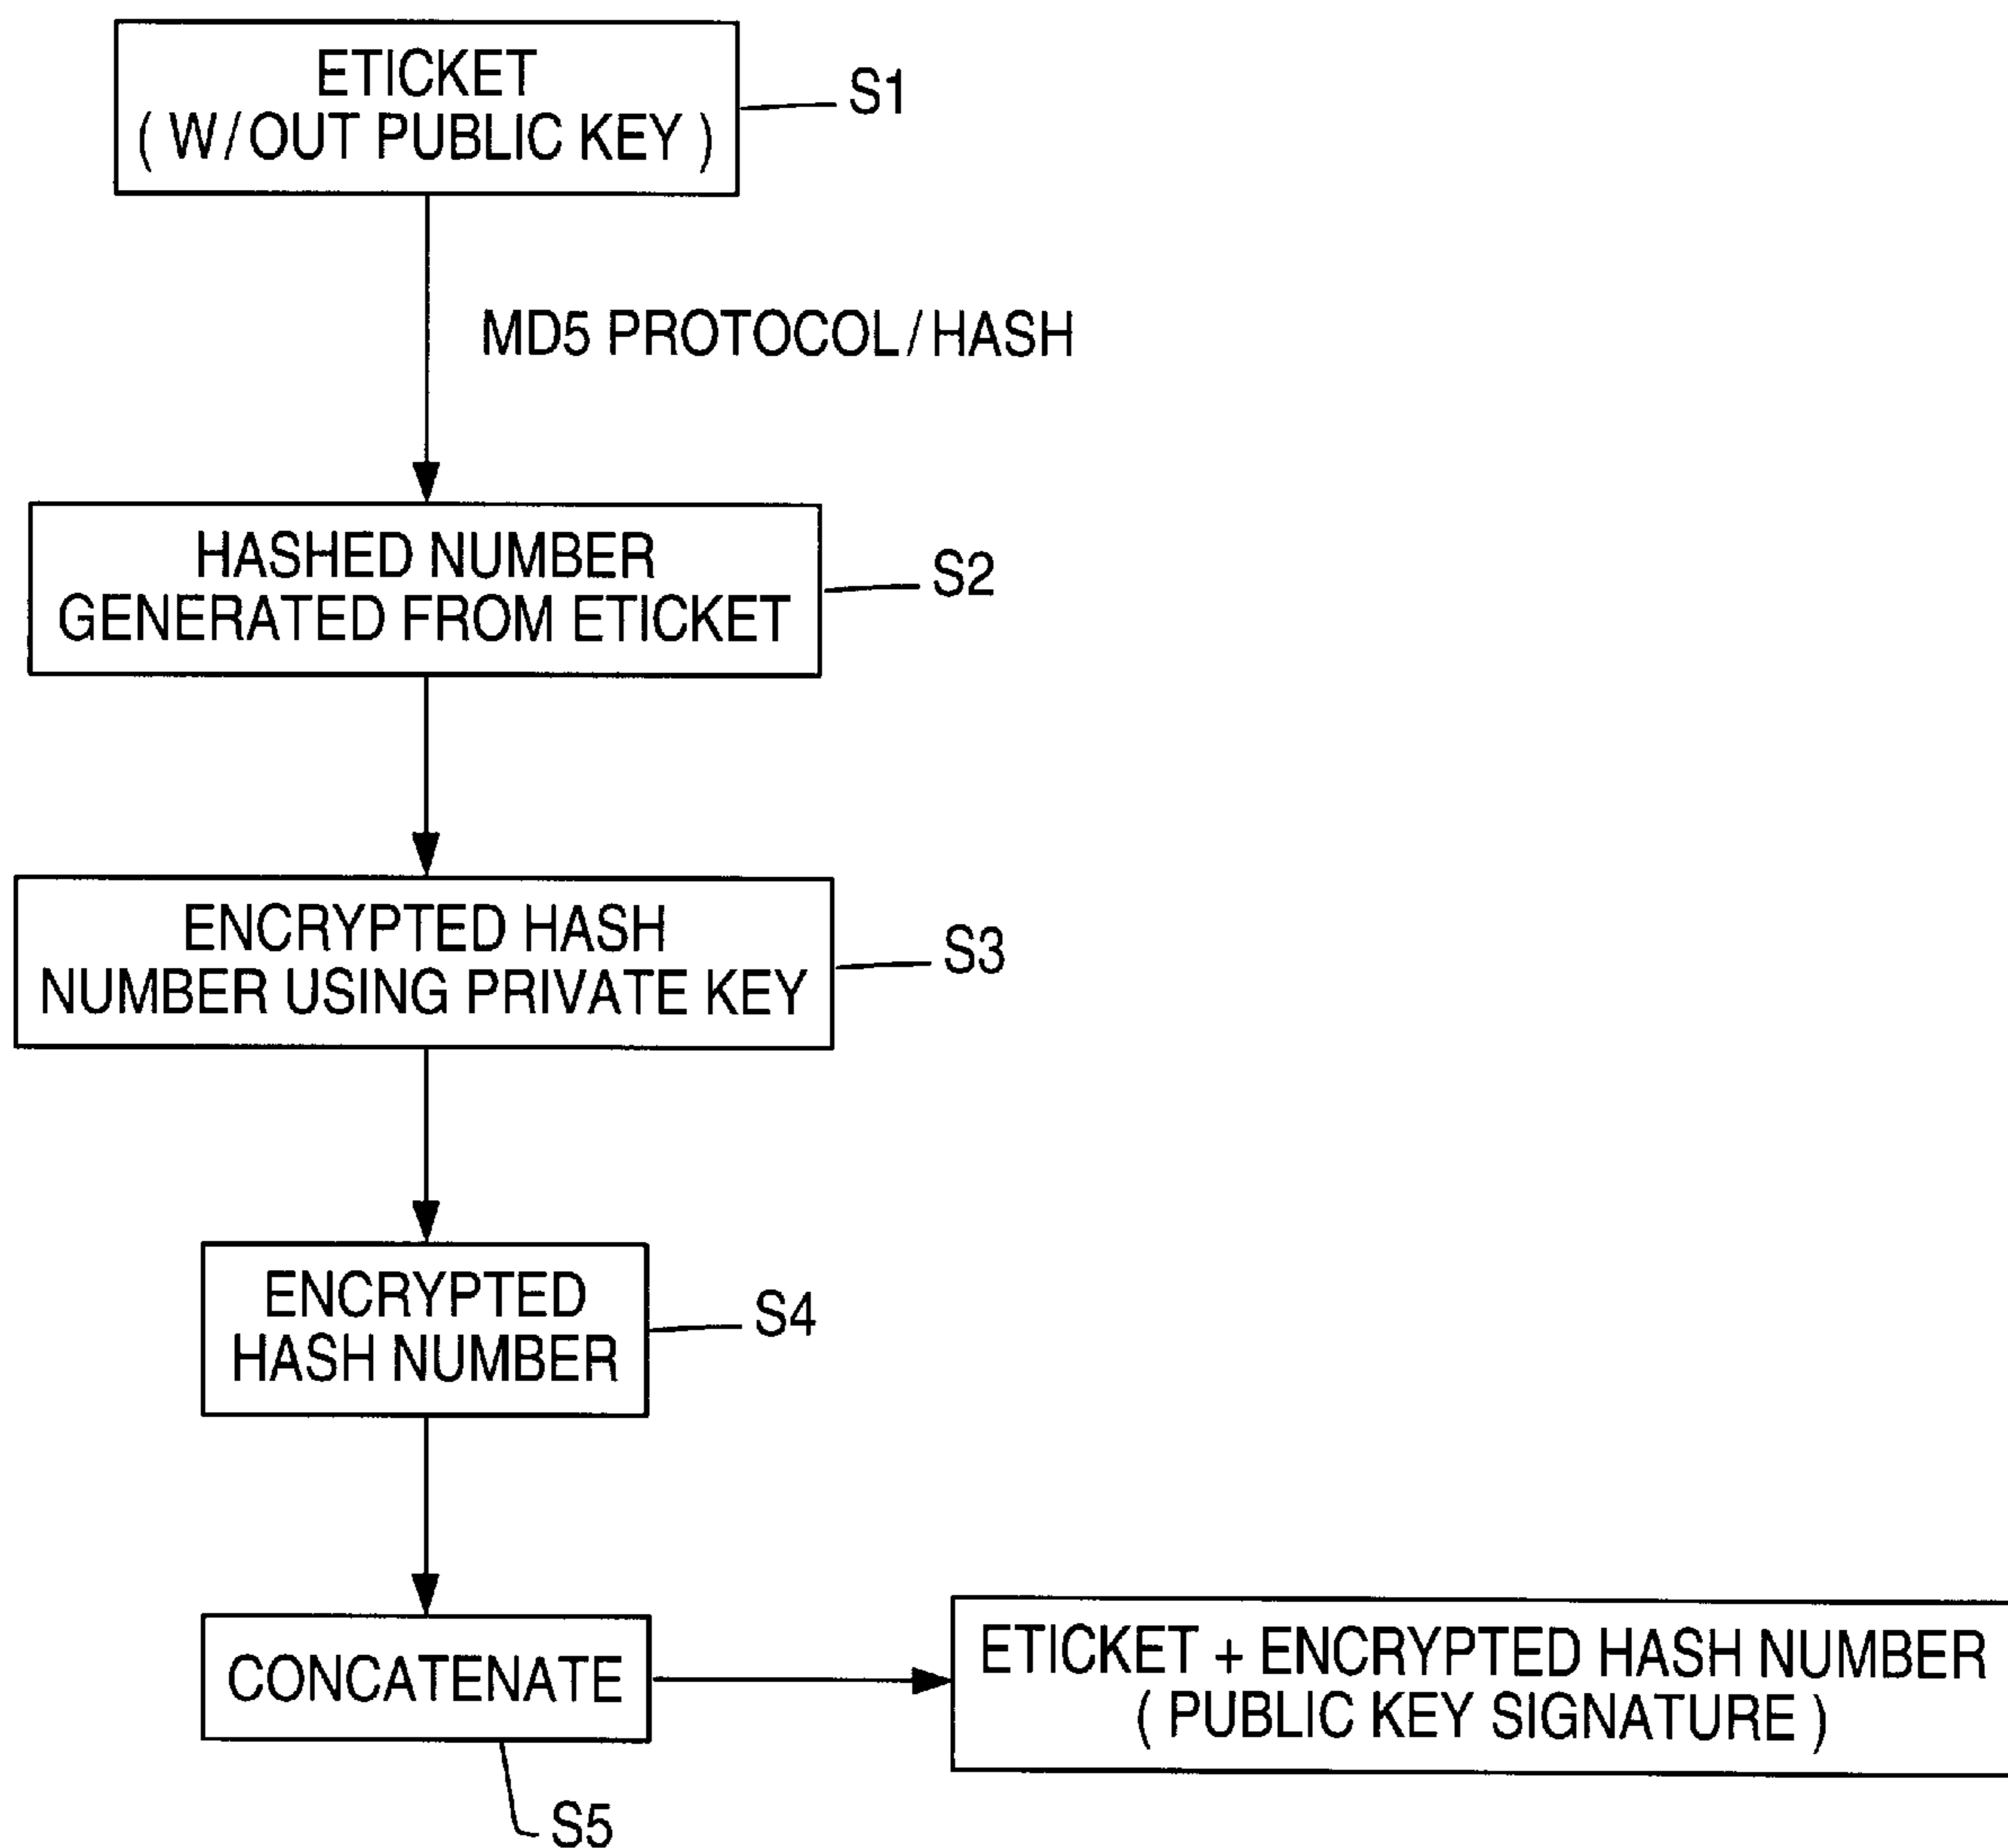 ETICKET
( W/OUT PUBLIC KEY )
S1
MD5 PROTOCOL/HASH
HASHED NUMBER
GENERATED FROM ETICKET
S2
ENCRYPTED HASH
NUMBER USING PRIVATE KEY
S3
ENCRYPTED
HASH NUMBER
S4
CONCATENATE
S5
ETICKET + ENCRYPTED HASH NUMBER
( PUBLIC KEY SIGNATURE )